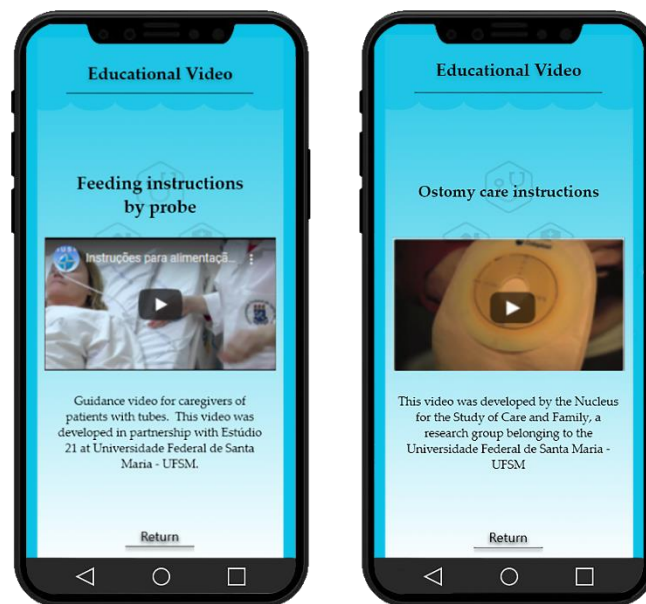 Educational Video
Feeding instructions
by probe
Instruções para alimentaçã...
Guidance video for caregivers of
patients with tubes. This video was
developed in partnership with Estúdio
21 at Universidade Federal de Santa
Maria - UFSM.
Return
Educational Video
Ostomy care instructions
This video was developed by the Nucleus
for the Study of Care and Family, a
research group belonging to the
Universidade Federal de Santa Maria -
UFSM
Return